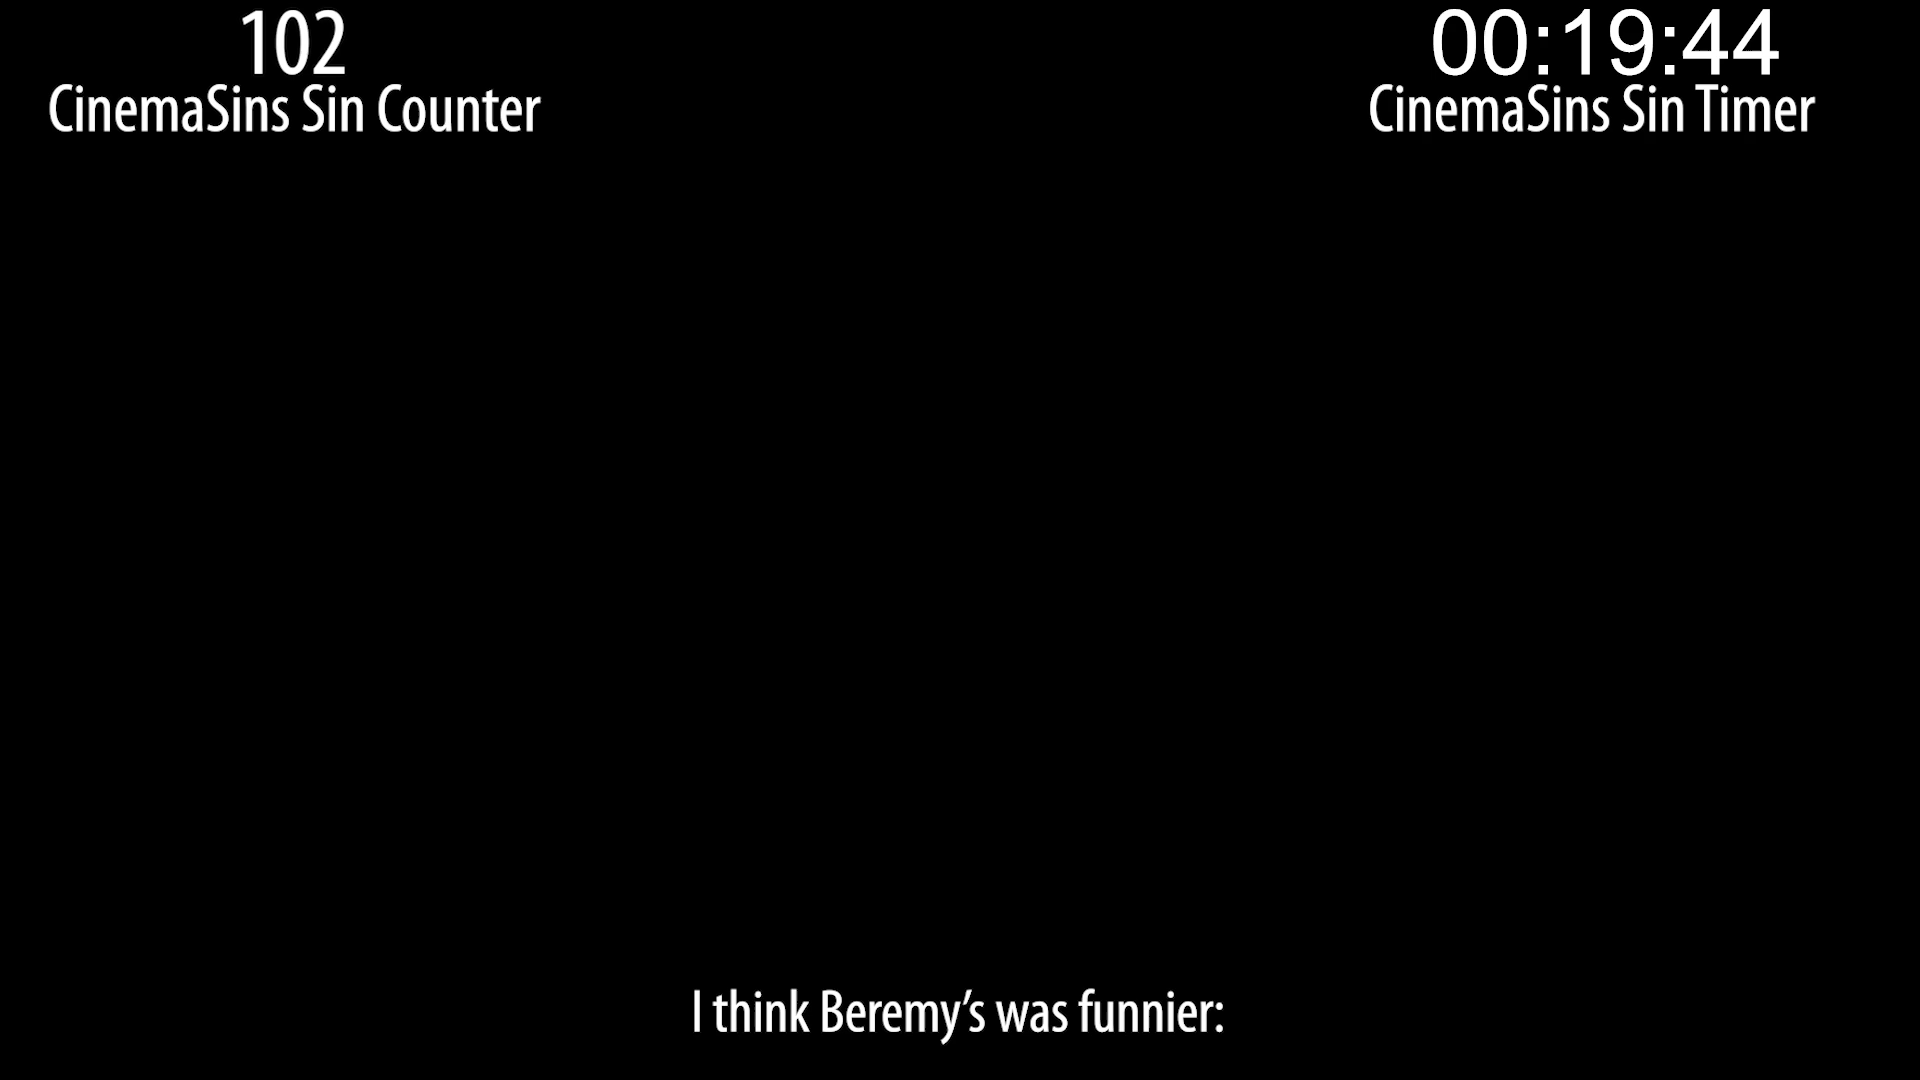 102
CinemaSins Sin Counter
00:19:44
CinemaSins Sin Timer
I think Beremy’s was funnier: